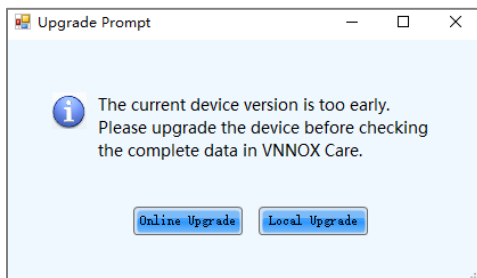 Upgrade Prompt
The current device version is too early.
Please upgrade the device before checking
the complete data in VNNOX Care.
Online Upgrade Local Upgrade